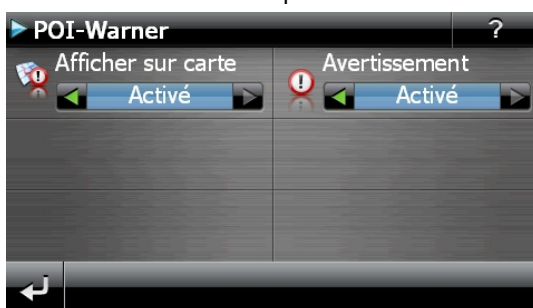 POI-Warner
?
Afficher sur carte
Activé
Avertissement
Activé